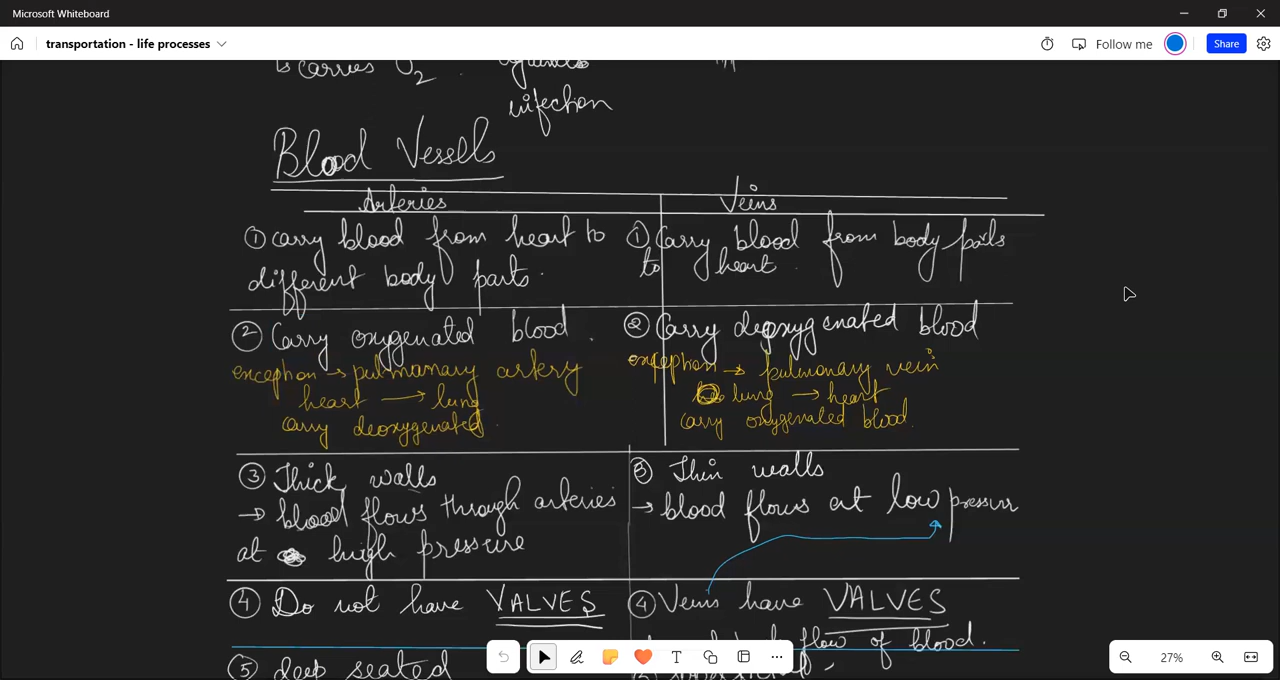 Microsoft Whiteboard
transportation - life processes
Follow me
Share
↳ carries O2
against
infection
Blood Vessels
Arteries
Veins
① carry blood from heart to
different body parts.
① Carry blood from body parts
to heart.
② Carry oxygenated blood.
exception → pulmonary artery
heart → lung
carry deoxygenated.
② Carry deoxygenated blood
exception → pulmonary vein
lung → heart
carry oxygenated blood.
③ Thick walls
→ blood flows through arteries
at high pressure
③ Thin walls
→ blood flows at low pressure
④ Do not have VALVES
④ Veins have VALVES
flow of blood.
⑤ deep seated
27%